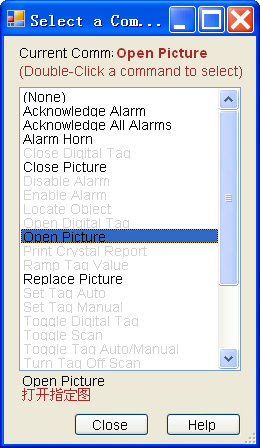 Select a Com...
Current Comm: Open Picture
(Double-Click a command to select)
(None)
Acknowledge Alarm
Acknowledge All Alarms
Alarm Horn
Close Digital Tag
Close Picture
Disable Alarm
Enable Alarm
Locate Object
Open Digital Tag
Open Picture
Print Crystal Report
Ramp Tag Value
Replace Picture
Set Tag Auto
Set Tag Manual
Toggle Digital Tag
Toggle Scan
Toggle Tag Auto/Manual
Turn Tag Off Scan
Open Picture
打开指定图
Close
Help